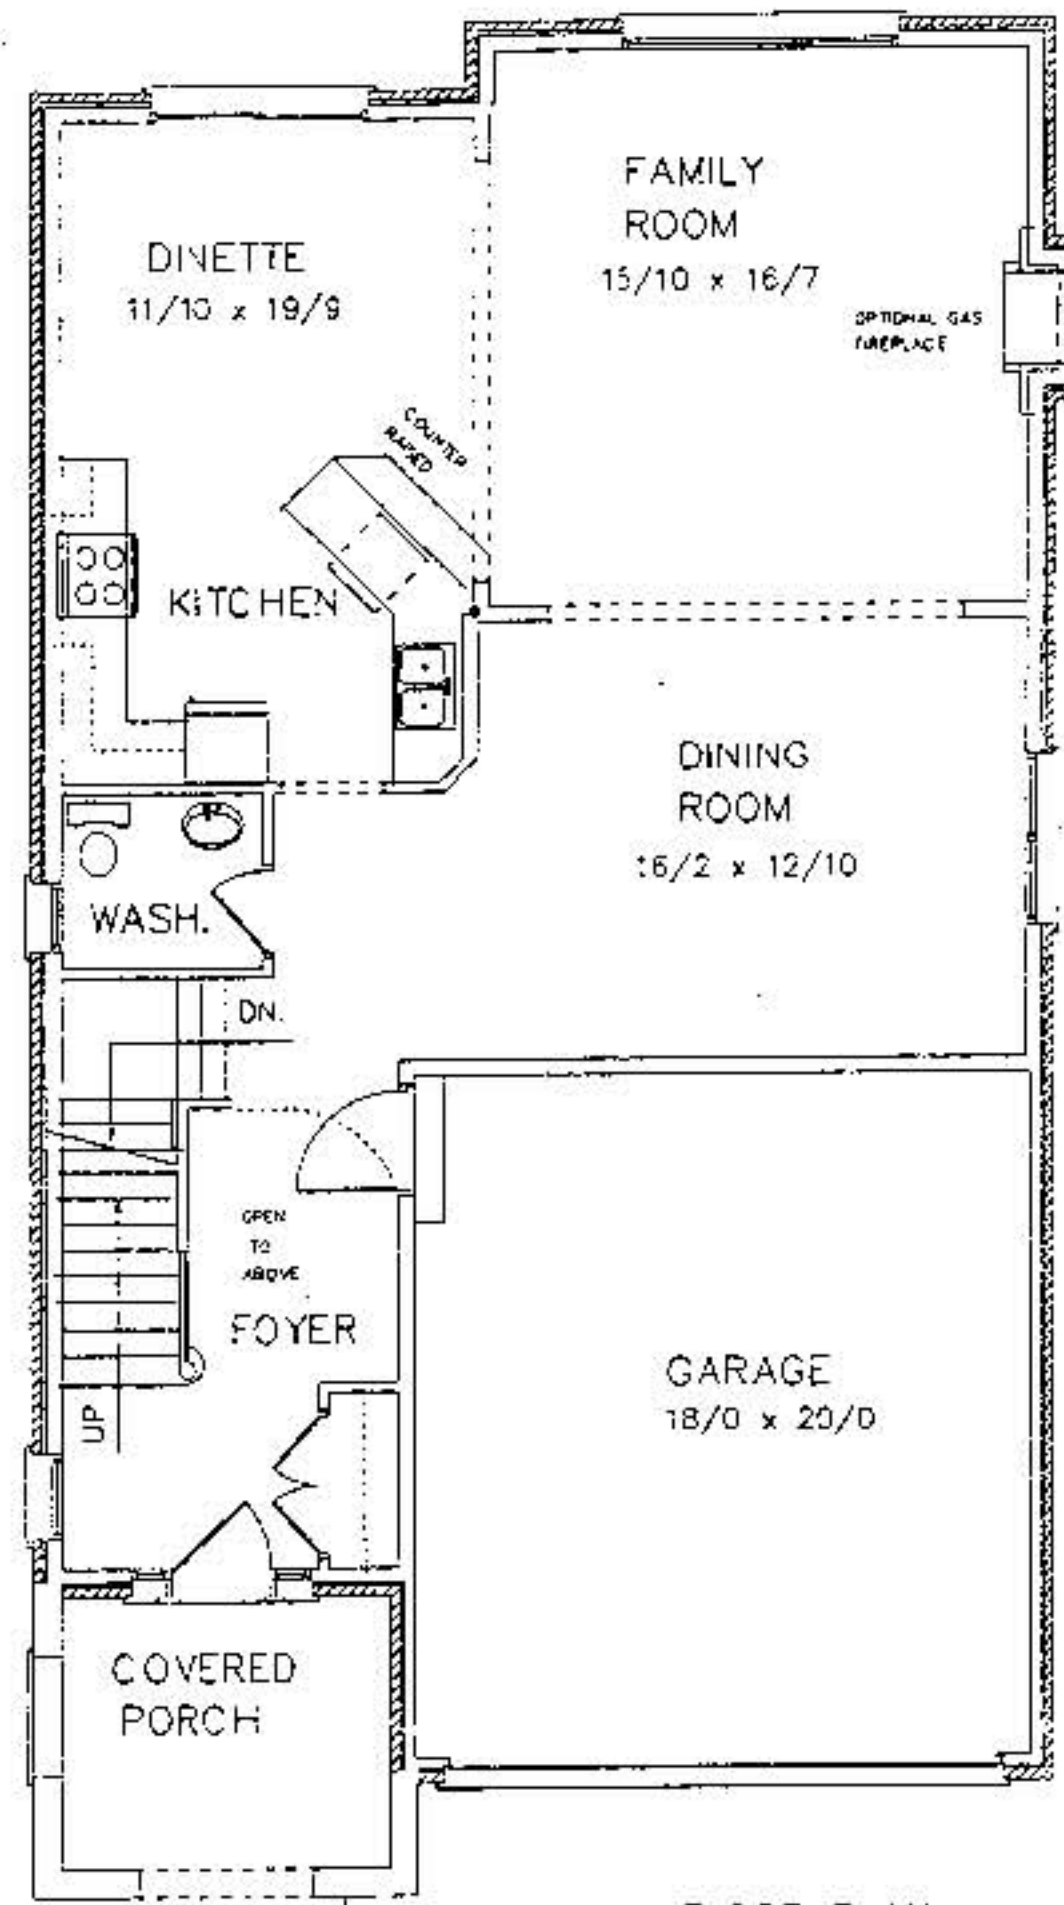 FAMILY
ROOM
15/10 x 16/7
DINETTE
11/10 x 19/9
OPTIONAL GAS
FIREPLACE
COUNTER
RAISED
KITCHEN
DINING
ROOM
16/2 x 12/10
WASH.
DN.
OPEN
TO
ABOVE
FOYER
UP
GARAGE
18/0 x 20/0
COVERED
PORCH